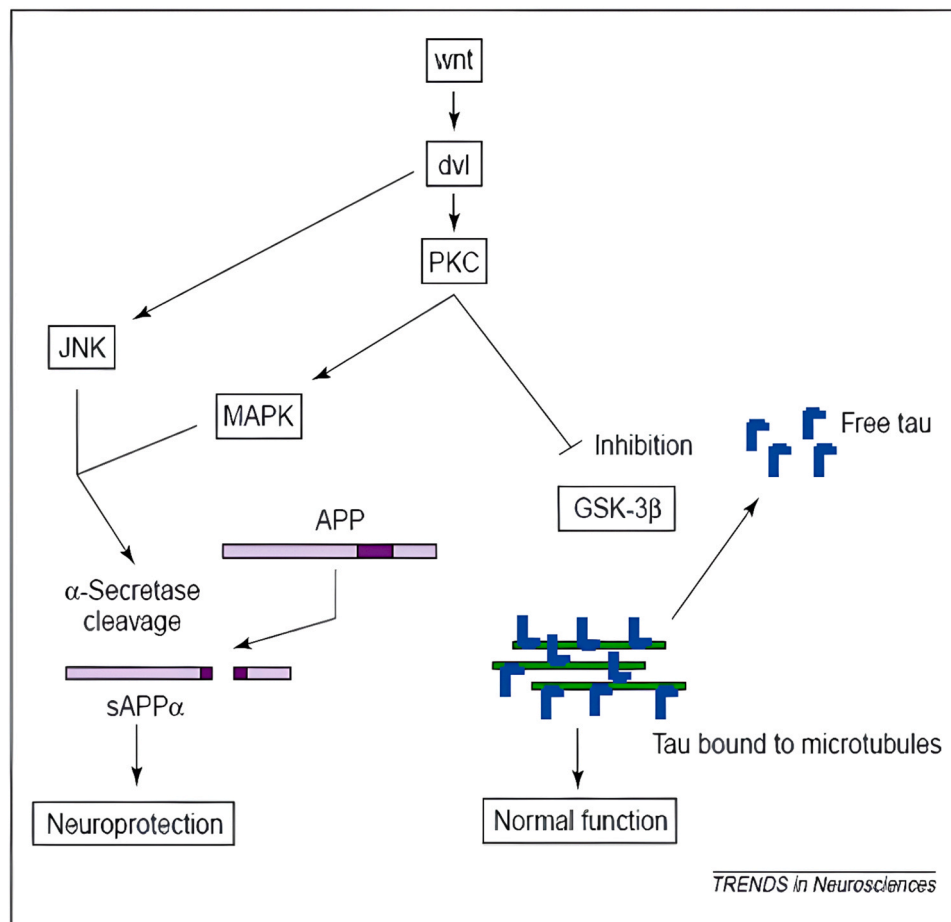 wnt
dvl
PKC
JNK
MAPK
Inhibition
Free tau
GSK-3β
APP
α-Secretase
cleavage
sAPPα
Tau bound to microtubules
Neuroprotection
Normal function
TRENDS in Neurosciences